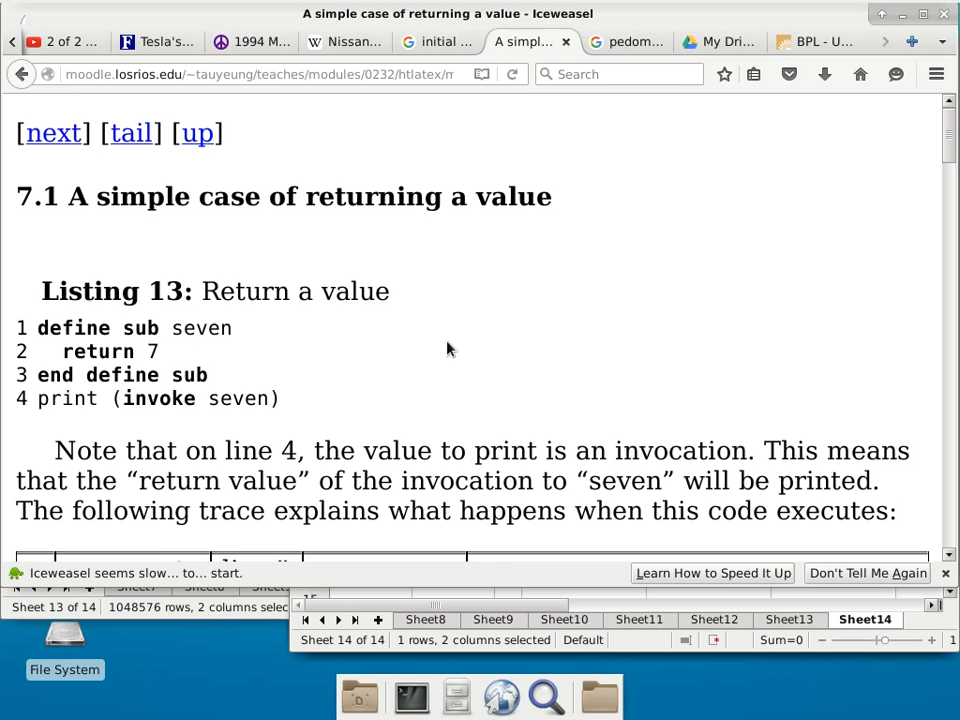 A simple case of returning a value - Iceweasel
2 of 2 ...
Tesla's...
1994 M...
Nissan...
initial ...
A simpl...
pedom...
My Dri...
BPL - U...
moodle.losrios.edu/~tauyeung/teaches/modules/0232/htlatex/m
Search
[next] [tail] [up]
7.1 A simple case of returning a value
Listing 13: Return a value
1 define sub seven
2 return 7
3 end define sub
4 print (invoke seven)
Note that on line 4, the value to print is an invocation. This means
that the “return value” of the invocation to “seven” will be printed.
The following trace explains what happens when this code executes:
Iceweasel seems slow... to... start.
Learn How to Speed It Up
Don't Tell Me Again
15
Sheet8
Sheet9
Sheet10
Sheet11
Sheet12
Sheet13
Sheet14
Sheet 13 of 14
1048576 rows, 2 columns selec
Sheet 14 of 14
1 rows, 2 columns selected
Default
Sum=0
1
File System